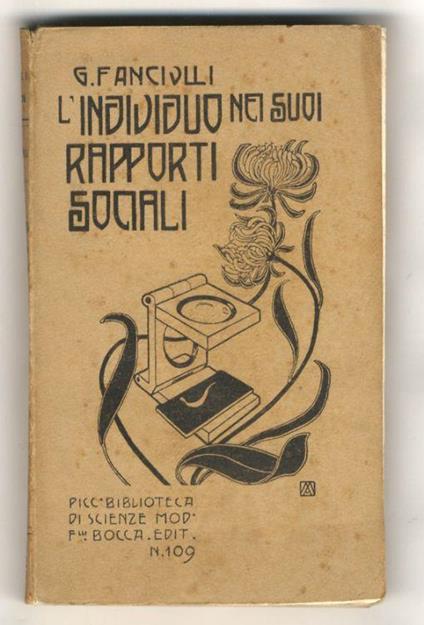 G. FANCIULLI
L'INDIVIDUO NEI SUOI
RAPPORTI
SOCIALI
PICC.A BIBLIOTECA
DI SCIENZE MOD.E
F.LLI BOCCA. EDIT.
N. 109